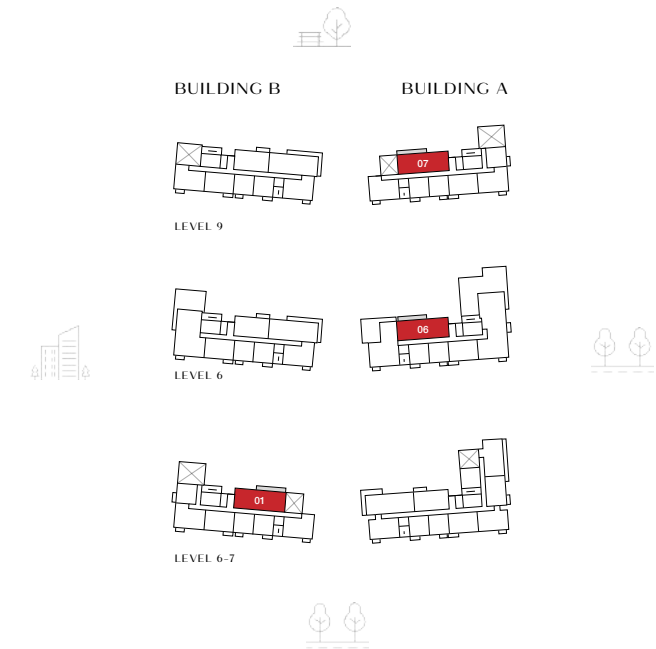 BUILDING B
BUILDING A
07
LEVEL 9
06
LEVEL 6
01
LEVEL 6-7